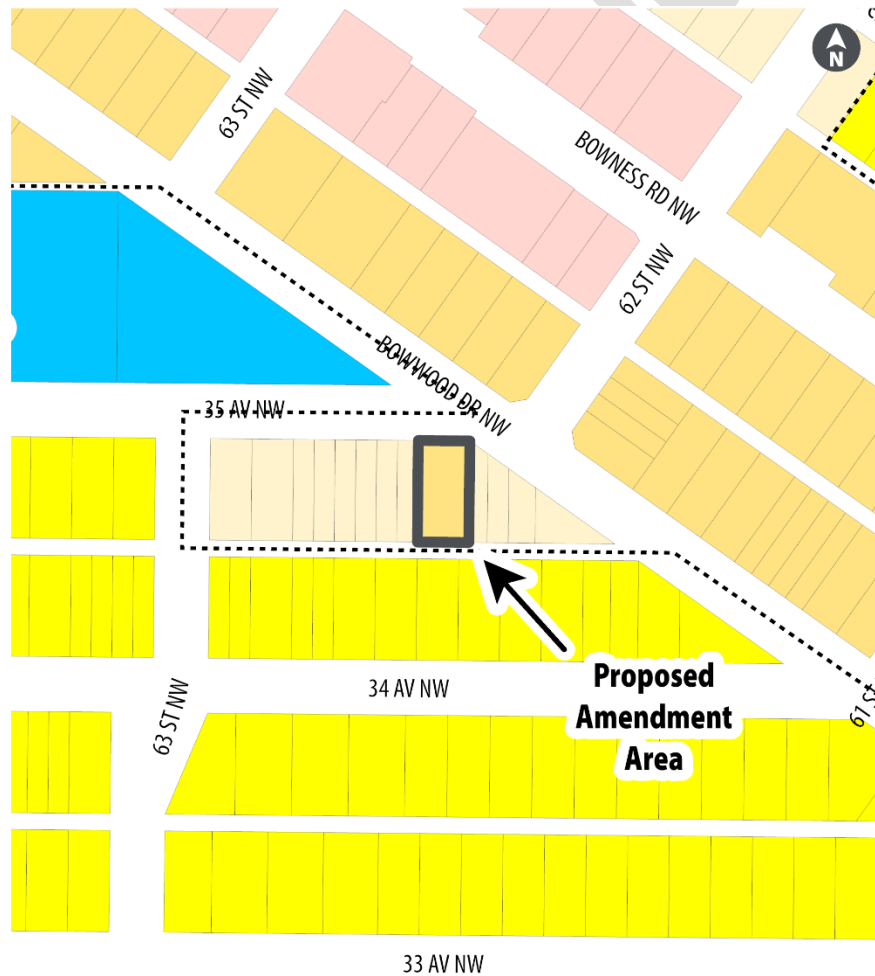 N
63 ST NW
BOWNESS RD NW
62 ST NW
BOWWOOD DR NW
35 AV NW
Proposed
Amendment
Area
34 AV NW
63 ST NW
61 S
33 AV NW